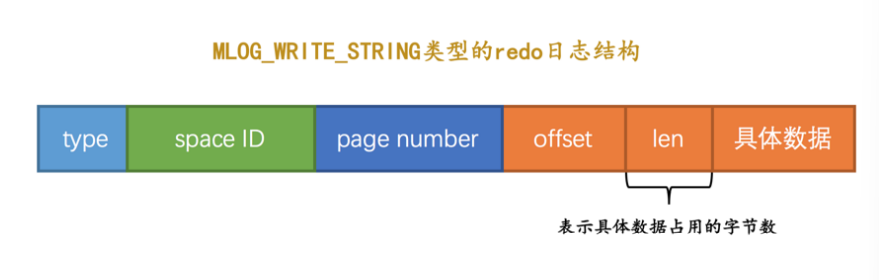 MLOG_WRITE_STRING类型的redo日志结构
type space ID page number offset len 具体数据
表示具体数据占用的字节数